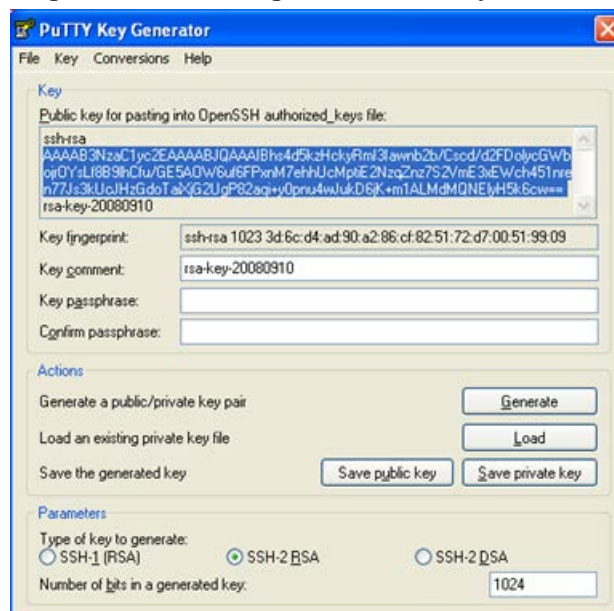 PuTTY Key Generator
File Key Conversions Help
Key
Public key for pasting into OpenSSH authorized_keys file:
ssh-rsa
rsa-key-20080910
Key fingerprint: ssh-rsa 1023 3d:6c:d4:ad:90:a2:86:cf:82:51:72:d7:00:51:99:09
Key comment: rsa-key-20080910
Key passphrase:
Confirm passphrase:
Actions
Generate a public/private key pair Generate
Load an existing private key file Load
Save the generated key Save public key Save private key
Parameters
Type of key to generate:
SSH-1 (RSA) SSH-2 RSA SSH-2 DSA
Number of bits in a generated key: 1024